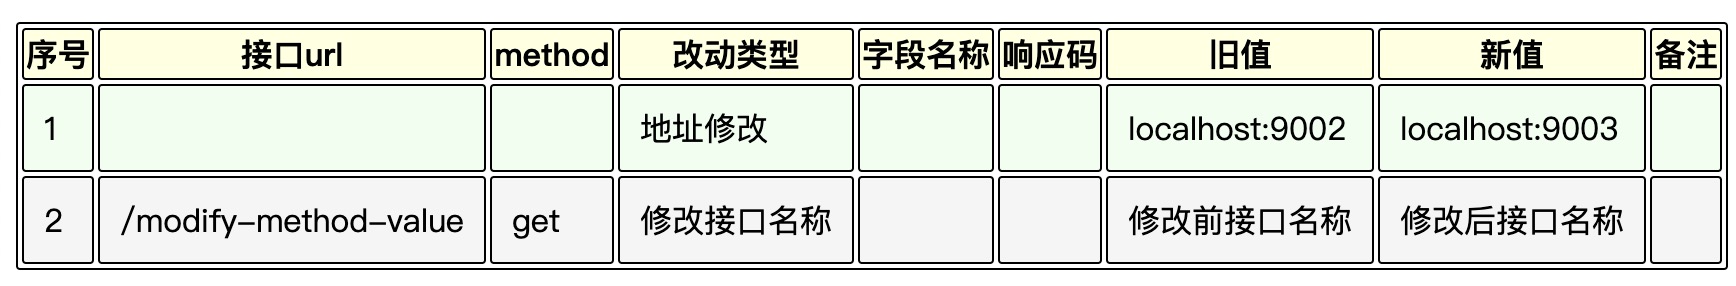 序号 接口url method 改动类型 字段名称 响应码 旧值 新值 备注
1 地址修改 localhost:9002 localhost:9003
2 /modify-method-value get 修改接口名称 修改前接口名称 修改后接口名称